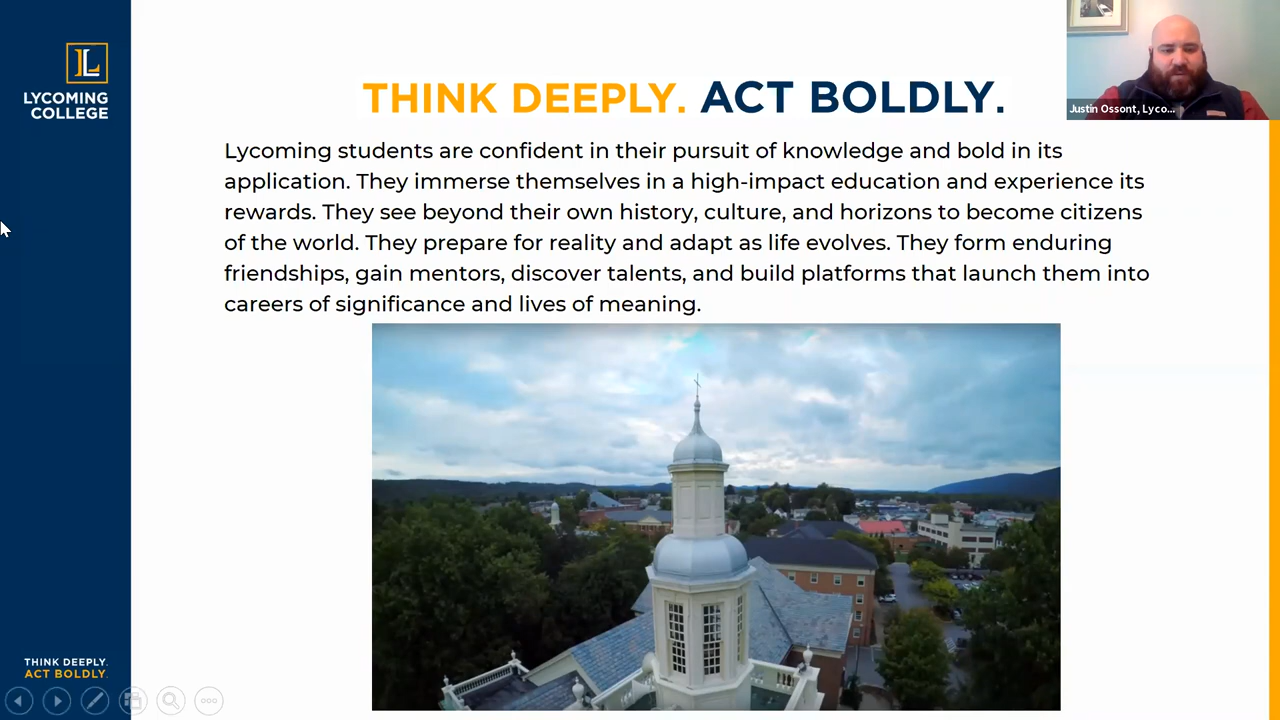 LYCOMING
COLLEGE
THINK DEEPLY. ACT BOLDLY.
Justin Ossont, Lyco...
Lycoming students are confident in their pursuit of knowledge and bold in its
application. They immerse themselves in a high-impact education and experience its
rewards. They see beyond their own history, culture, and horizons to become citizens
of the world. They prepare for reality and adapt as life evolves. They form enduring
friendships, gain mentors, discover talents, and build platforms that launch them into
careers of significance and lives of meaning.
THINK DEEPLY.
ACT BOLDLY.